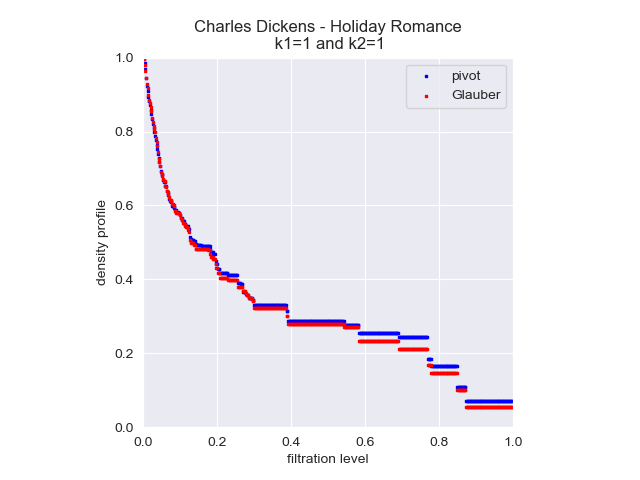 Charles Dickens - Holiday Romance
k1=1 and k2=1
pivot
Glauber
density profile
1.0
0.8
0.6
0.4
0.2
0.0
0.0 0.2 0.4 0.6 0.8 1.0
filtration level